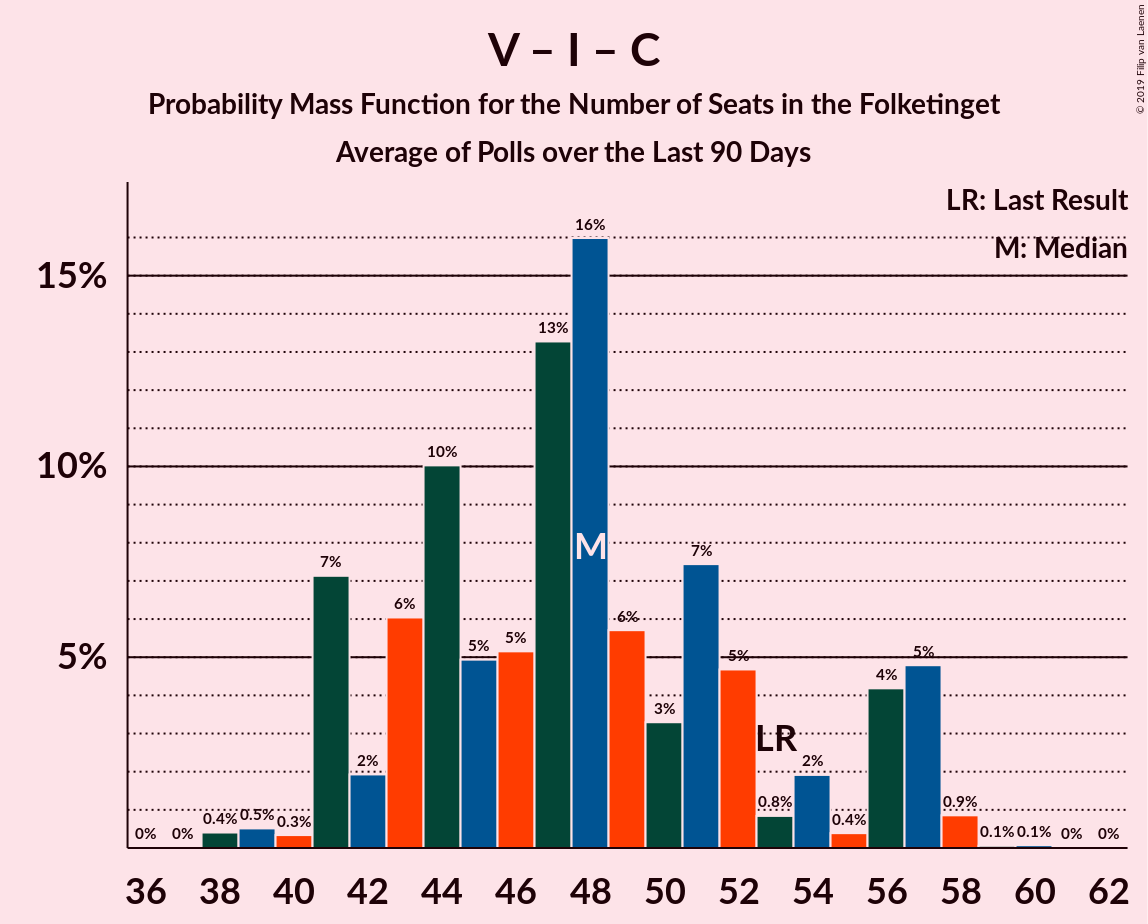 V – I – C
Probability Mass Function for the Number of Seats in the Folketinget
Average of Polls over the Last 90 Days
© 2019 Filip van Laenen
LR: Last Result
M: Median
15%
10%
5%
0% 0% 0.4% 0.5% 0.3% 7% 2% 6% 10% 5% 5% 13% 16% 6% 3% 7% 5% 0.8% 2% 0.4% 4% 5% 0.9% 0.1% 0.1% 0% 0%
M
LR
36 38 40 42 44 46 48 50 52 54 56 58 60 62